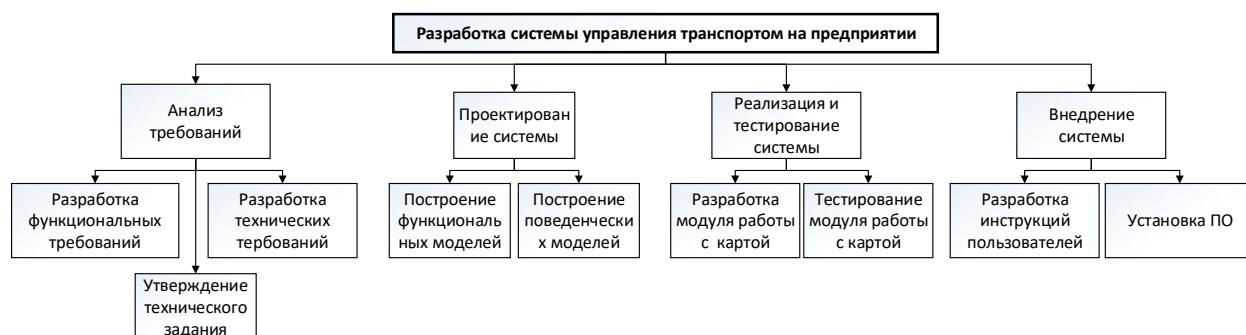 Разработка системы управления транспортом на предприятии
Анализ
требований
Проектирован
ие системы
Реализация и
тестирование
системы
Внедрение
системы
Разработка
функциональных
требований
Разработка
технических
тербований
Построение
функциональ
ных моделей
Построение
поведенчески
х моделей
Разработка
модуля работы
с картой
Тестирование
модуля работы
с картой
Разработка
инструкций
пользователей
Установка ПО
Утверждение
технического
задания